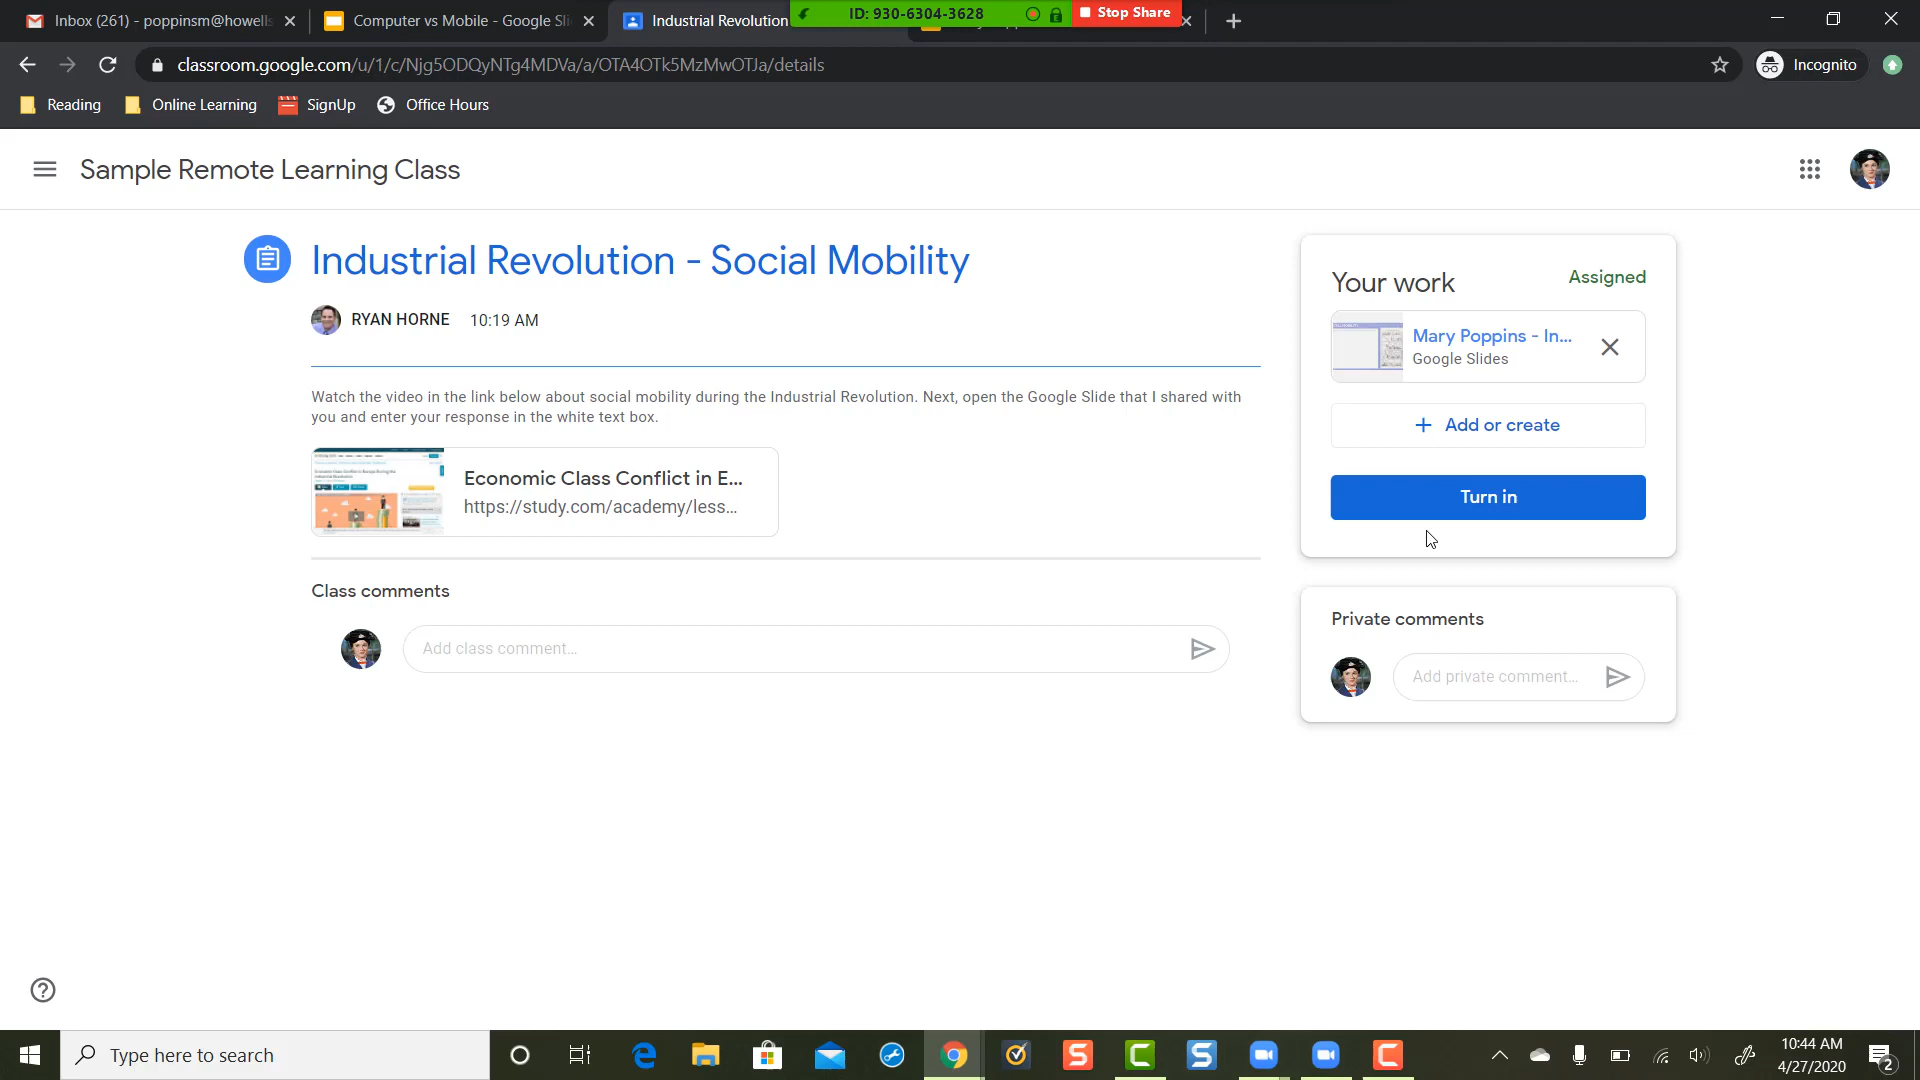 Inbox (261) - poppinsm@howells
Computer vs Mobile - Google Sli
Industrial Revolution
ID: 930-6304-3628
Stop Share
classroom.google.com/u/1/c/Njg5ODQyNTg4MDVa/a/OTA4OTk5MzMwOTJa/details
Incognito
Reading
Online Learning
SignUp
Office Hours
Sample Remote Learning Class
Industrial Revolution - Social Mobility
RYAN HORNE 10:19 AM
Watch the video in the link below about social mobility during the Industrial Revolution. Next, open the Google Slide that I shared with
you and enter your response in the white text box.
Economic Class Conflict in E...
https://study.com/academy/less...
Class comments
Add class comment...
Your work
Assigned
Mary Poppins - In...
Google Slides
+ Add or create
Turn in
Private comments
Add private comment...
Type here to search
10:44 AM
4/27/2020
2